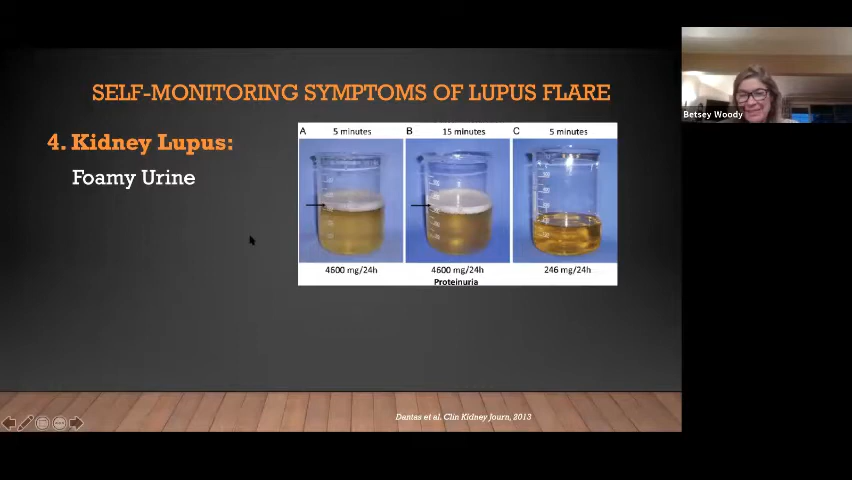 SELF-MONITORING SYMPTOMS OF LUPUS FLARE
4. Kidney Lupus:
Foamy Urine
A 5 minutes B 15 minutes C 5 minutes
4600 mg/24h 4600 mg/24h 246 mg/24h
Proteinuria
Dantas et al. Clin Kidney Journ, 2013
Betsey Woody